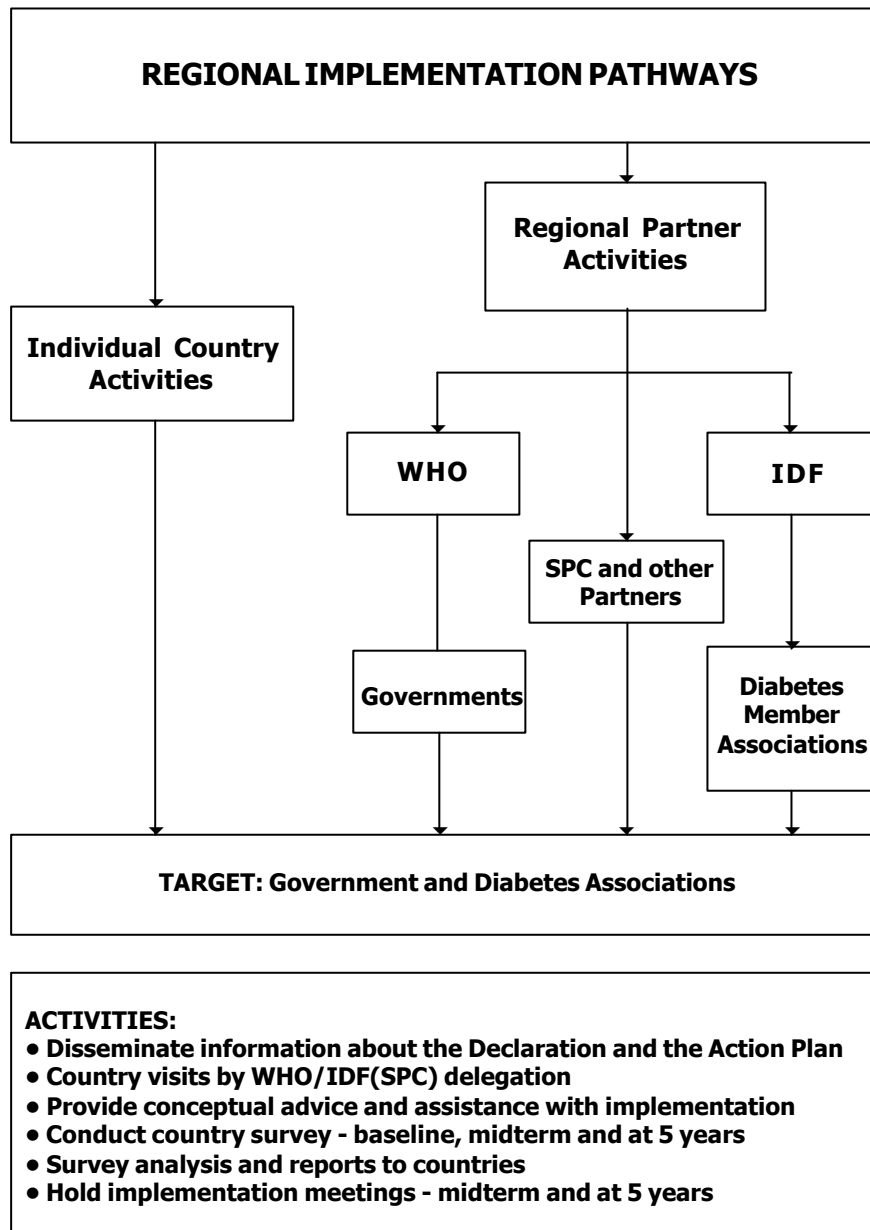 REGIONAL IMPLEMENTATION PATHWAYS
Regional Partner
Activities
Individual Country
Activities
WHO
IDF
SPC and other
Partners
Governments
Diabetes
Member
Associations
TARGET: Government and Diabetes Associations
ACTIVITIES:
• Disseminate information about the Declaration and the Action Plan
• Country visits by WHO/IDF(SPC) delegation
• Provide conceptual advice and assistance with implementation
• Conduct country survey - baseline, midterm and at 5 years
• Survey analysis and reports to countries
• Hold implementation meetings - midterm and at 5 years